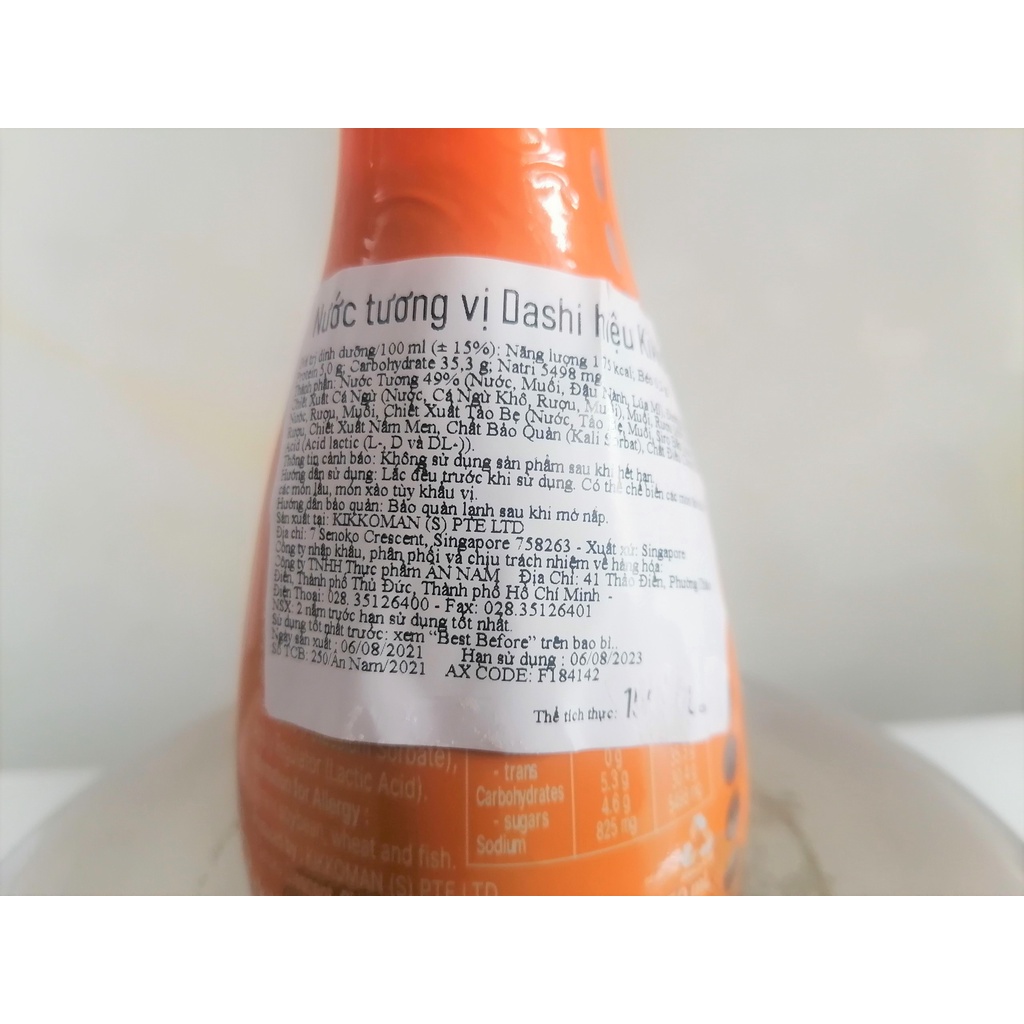 Nước tương vị Dashi hiệu
trị dinh dưỡng/100 ml (± 15%): Năng lượng 175 kcal;
Protein 5,0 g; Carbohydrate 35,3 g; Natri 5498 mg
Thành phần: Nước Tương 49% (Nước, Muối, Đậu Nành, Lúa Mì,
Chiết Xuất Cá Ngừ (Nước, Cá Ngừ Khô, Rượu, Muối), Muối,
Nước, Rượu, Muối, Chiết Xuất Tảo Bẹ (Nước, Tảo Bẹ, Muối,
Rượu, Chiết Xuất Nấm Men, Chất Bảo Quản (Kali Sorbat), Chất
Acid (Acid lactic (L-, D và DL-)).
Thông tin cảnh báo: Không sử dụng sản phẩm sau khi hết hạn.
Hướng dẫn sử dụng: Lắc đều trước khi sử dụng. Có thể chế biến các
các món lẩu, món xào tùy khẩu vị.
Hướng dẫn bảo quản: Bảo quản lạnh sau khi mở nắp.
Sản xuất tại: KIKKOMAN (S) PTE LTD
Địa chỉ: 7 Senoko Crescent, Singapore 758263 - Xuất xứ: Singapore
Công ty nhập khẩu, phân phối và chịu trách nhiệm về hàng hóa:
Công ty TNHH Thực phẩm AN NAM Địa Chỉ: 41 Thảo Điền, Phường
Điền, Thành phố Thủ Đức, Thành phố Hồ Chí Minh -
Điện Thoại: 028. 35126400 - Fax: 028.35126401
NSX: 2 năm trước hạn sử dụng tốt nhất.
Sử dụng tốt nhất trước: xem "Best Before" trên bao bì..
Ngày sản xuất : 06/08/2021 Hạn sử dụng : 06/08/2023
Số TCB: 250/An Nam/2021 AX CODE: F184142
Thể tích thực:
- trans 0 g
Carbohydrates 5.3 g
- sugars 4.6 g
Sodium 825 mg
(Lactic Acid).
for Allergy :
wheat and fish.
KIKKOMAN (S) PTE LTD